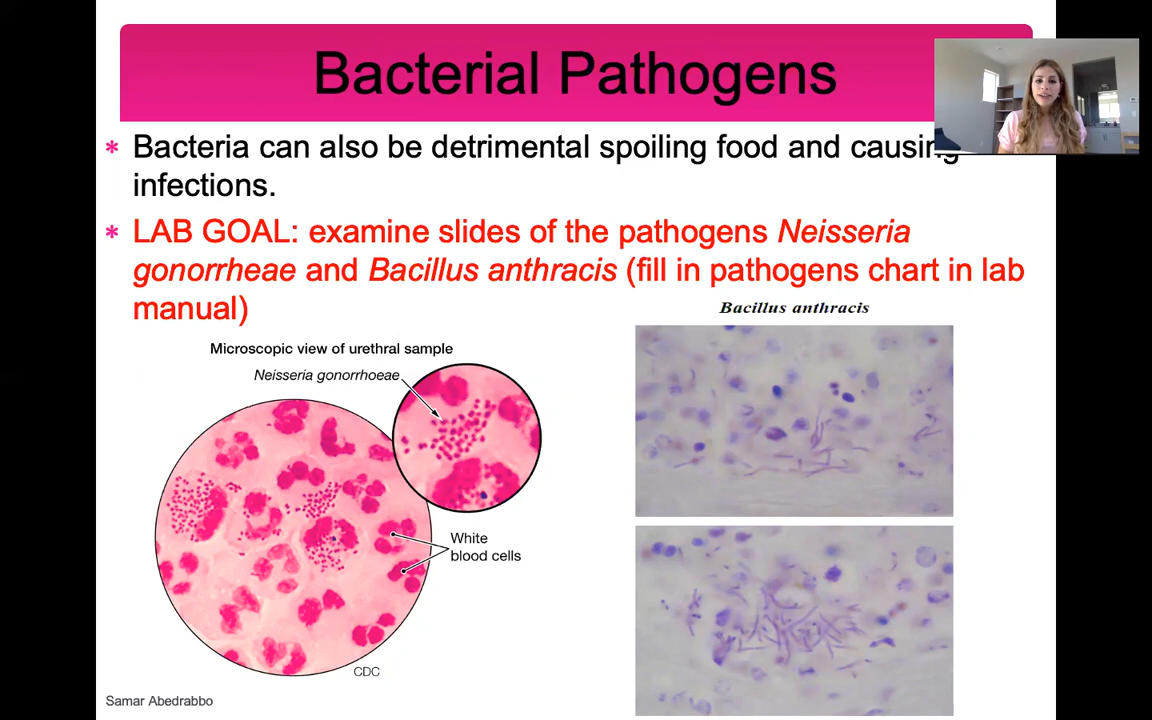 Bacterial Pathogens
* Bacteria can also be detrimental spoiling food and causing
infections.
* LAB GOAL: examine slides of the pathogens Neisseria
gonorrheae and Bacillus anthracis (fill in pathogens chart in lab
manual)
Bacillus anthracis
Microscopic view of urethral sample
Neisseria gonorrhoeae
White
blood cells
CDC
Samar Abedrabbo